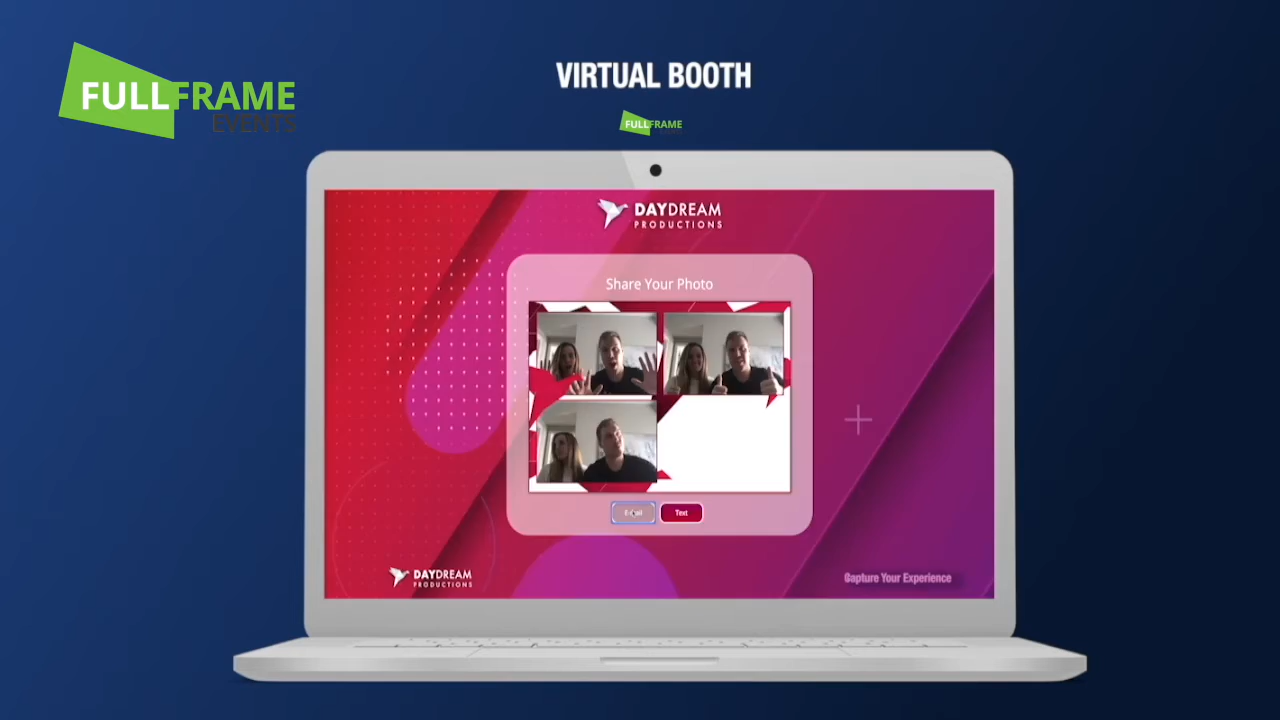 FULLFRAME
EVENTS
VIRTUAL BOOTH
FULLFRAME
DAYDREAM
PRODUCTIONS
Share Your Photo
Text
DAYDREAM
PRODUCTIONS
Capture Your Experience